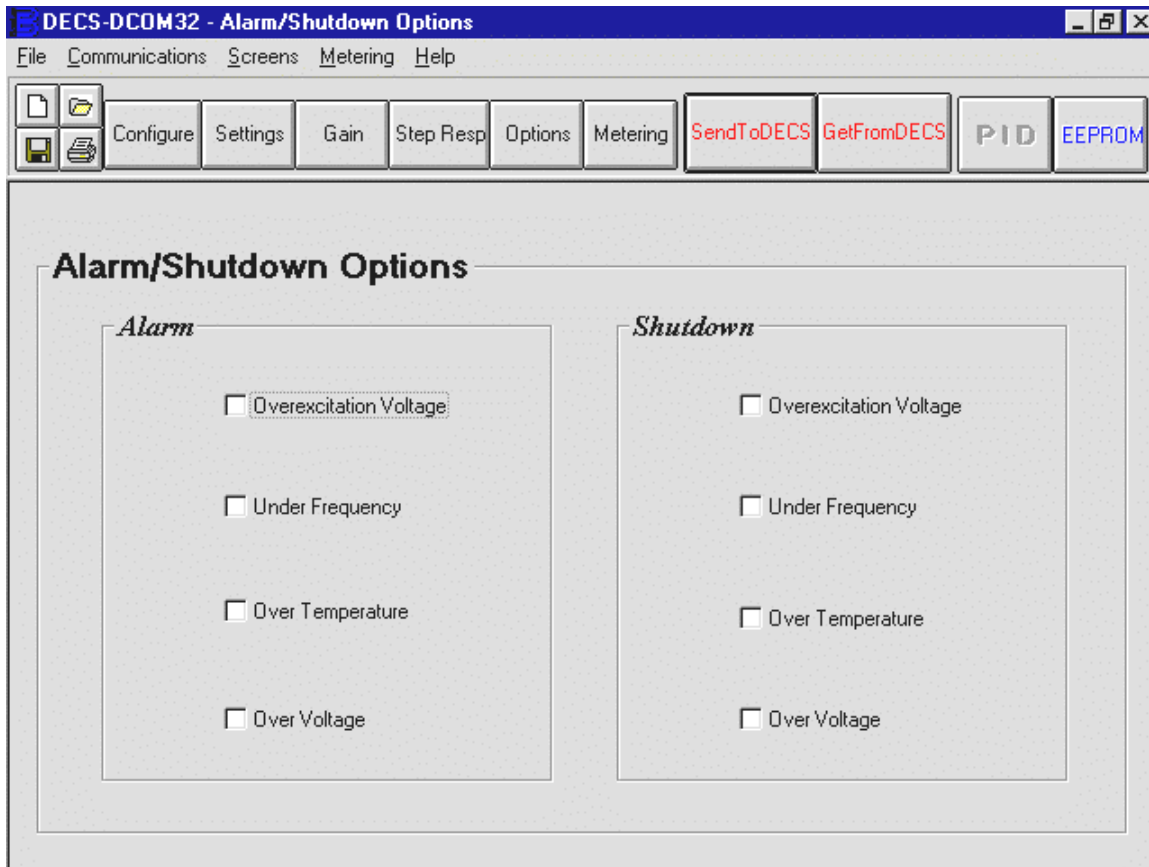 DECS-DCOM32 - Alarm/Shutdown Options
File Communications Screens Metering Help
Configure Settings Gain Step Resp Options Metering SendToDECS GetFromDECS PID EEPROM
Alarm/Shutdown Options
Alarm
Overexcitation Voltage
Under Frequency
Over Temperature
Over Voltage
Shutdown
Overexcitation Voltage
Under Frequency
Over Temperature
Over Voltage